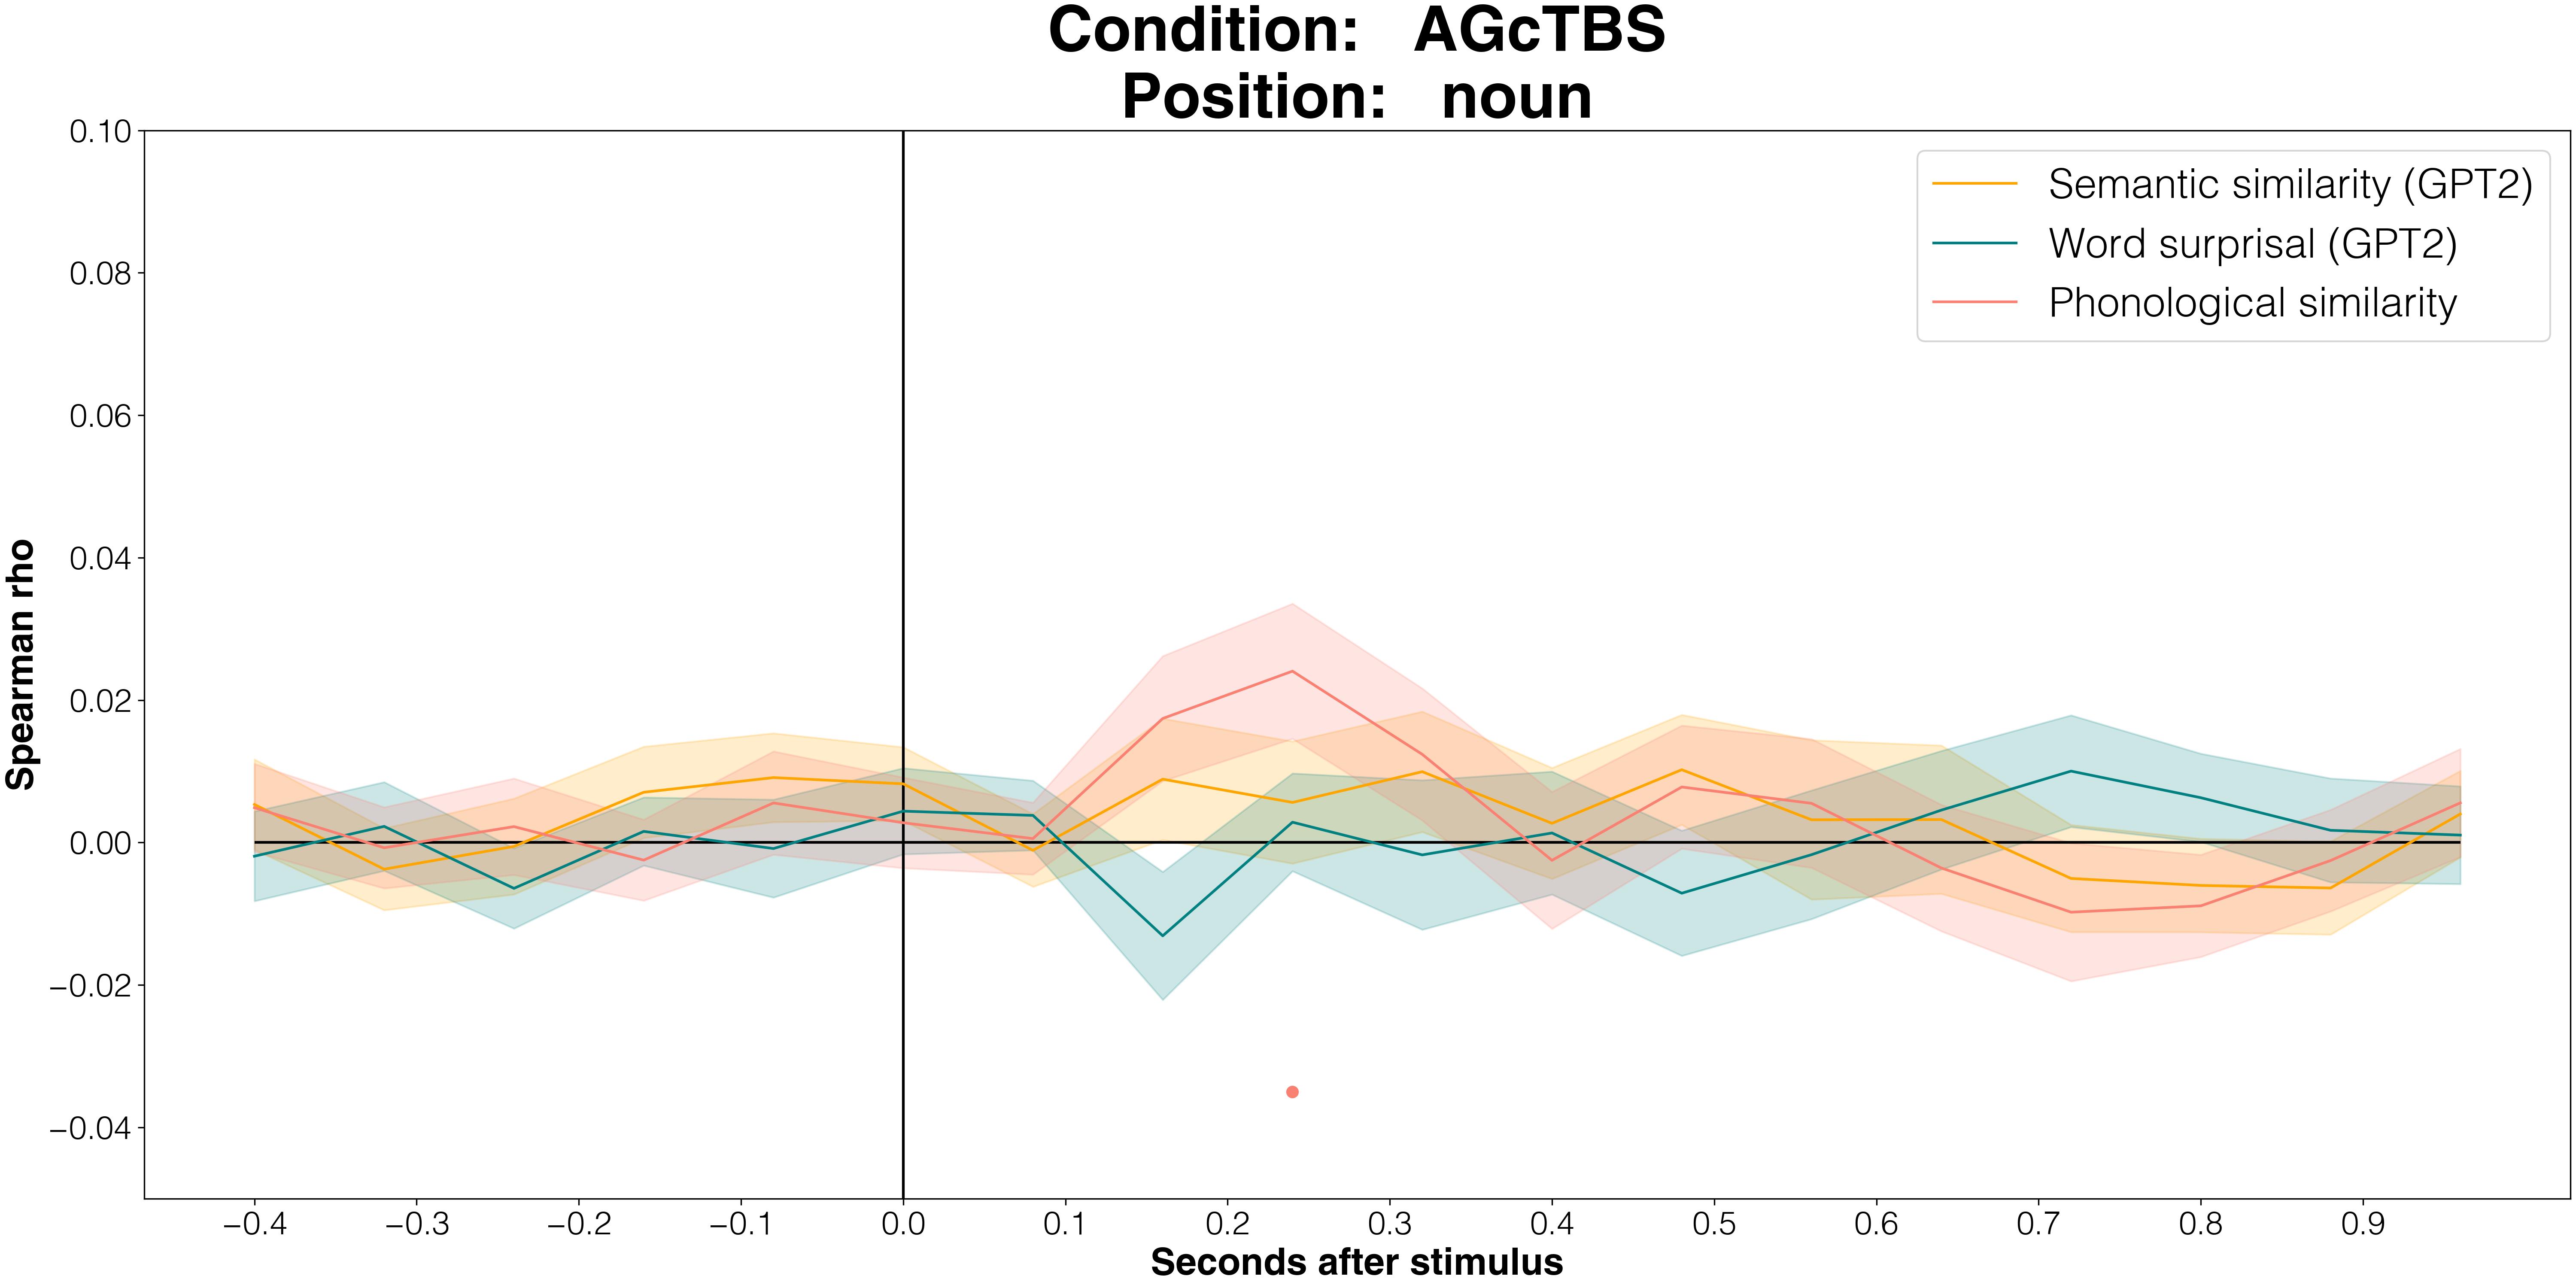 Condition:   AGcTBS
Position:   noun
0.10
0.08
0.06
0.04
0.02
0.00
−0.02
−0.04
Spearman rho
Semantic similarity (GPT2)
Word surprisal (GPT2)
Phonological similarity
−0.4 −0.3 −0.2 −0.1 0.0 0.1 0.2 0.3 0.4 0.5 0.6 0.7 0.8 0.9
Seconds after stimulus